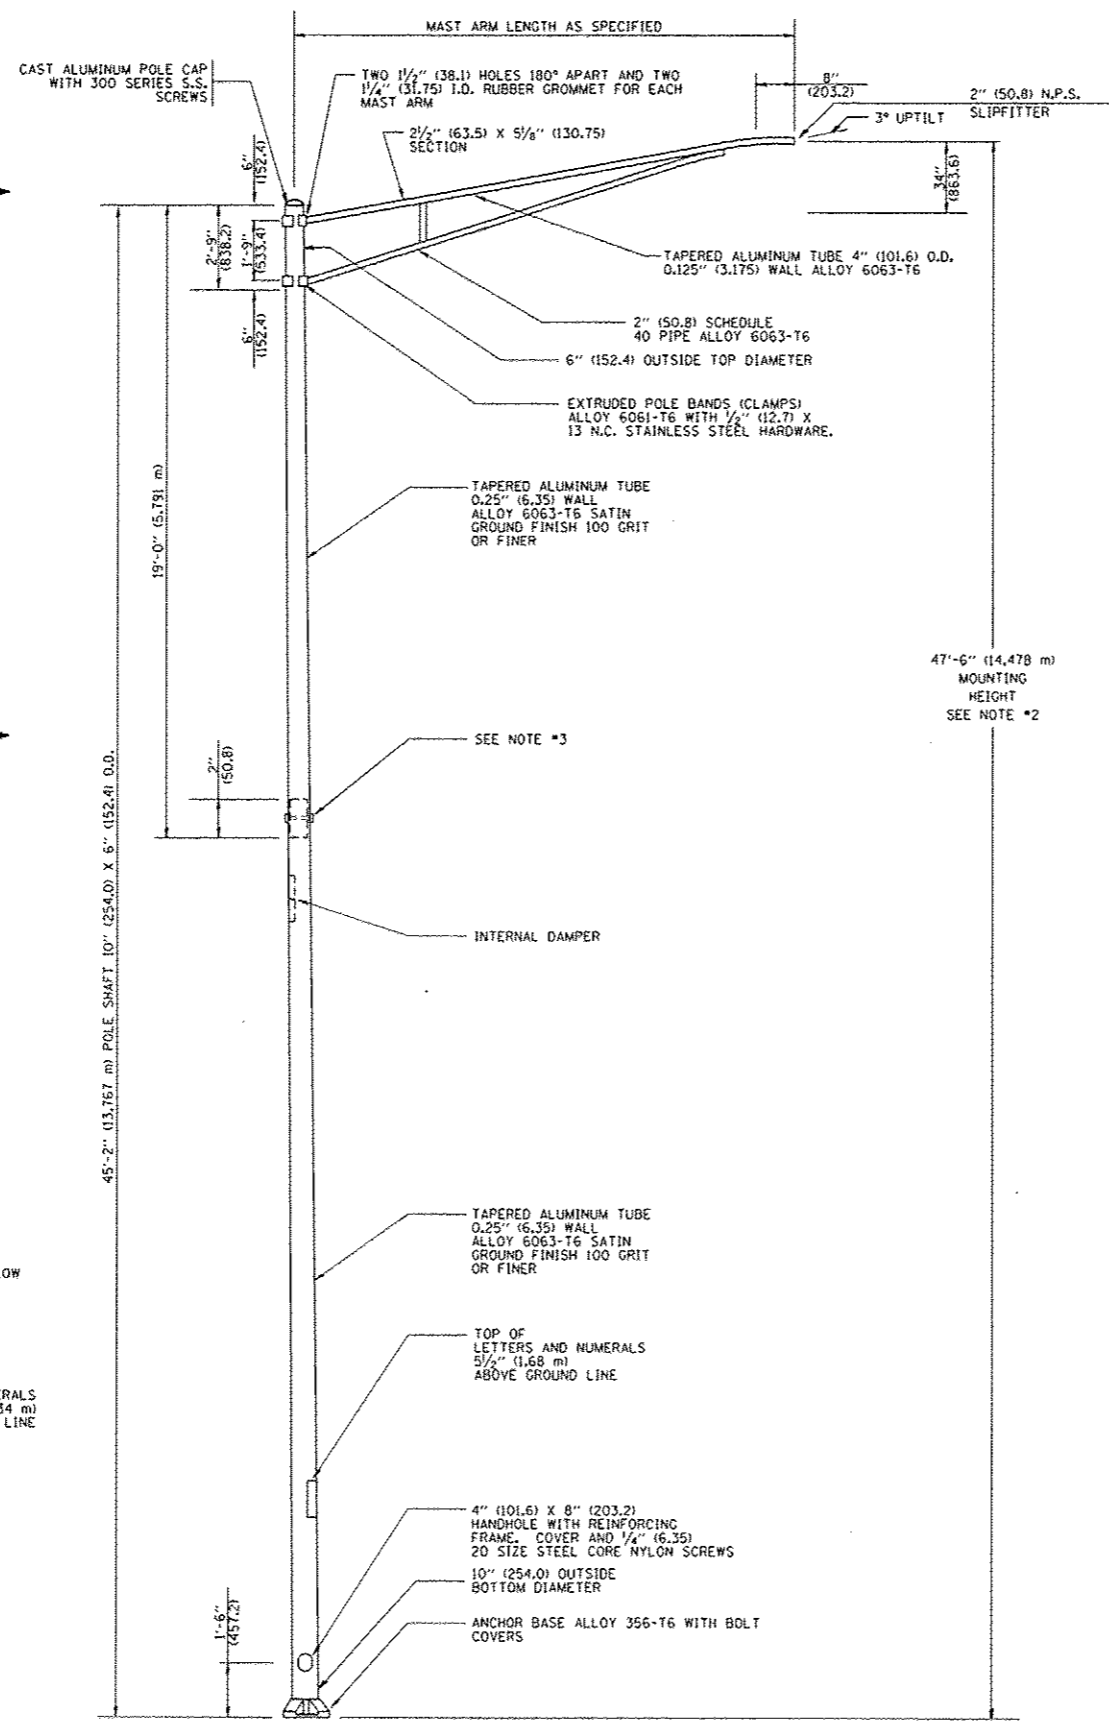 MAST ARM LENGTH AS SPECIFIED
CAST ALUMINUM POLE CAP
WITH 300 SERIES S.S.
SCREWS
TWO 1½" (38.1) HOLES 180° APART AND TWO
1¼" (31.75) I.D. RUBBER GROMMET FOR EACH
MAST ARM
8"
(203.2)
2" (50.8) N.P.S.
SLIPFITTER
3° UPTILT
2½" (63.5) X 5⅛" (130.75)
SECTION
6"
(152.4)
34"
(863.6)
2'-9"
(838.2)
1'-9"
(533.4)
TAPERED ALUMINUM TUBE 4" (101.6) O.D.
0.125" (3.175) WALL ALLOY 6063-T6
6"
(152.4)
2" (50.8) SCHEDULE
40 PIPE ALLOY 6063-T6
6" (152.4) OUTSIDE TOP DIAMETER
EXTRUDED POLE BANDS (CLAMPS)
ALLOY 6061-T6 WITH ½" (12.7) X
13 N.C. STAINLESS STEEL HARDWARE.
19'-0" (5.791 m)
TAPERED ALUMINUM TUBE
0.25" (6.35) WALL
ALLOY 6063-T6 SATIN
GROUND FINISH 100 GRIT
OR FINER
47'-6" (14.478 m)
MOUNTING
HEIGHT
SEE NOTE *2
SEE NOTE *3
2"
(50.8)
45'-2" (13.767 m) POLE SHAFT 10" (254.0) X 6" (152.4) O.D.
INTERNAL DAMPER
TAPERED ALUMINUM TUBE
0.25" (6.35) WALL
ALLOY 6063-T6 SATIN
GROUND FINISH 100 GRIT
OR FINER
OW
TOP OF
LETTERS AND NUMERALS
5½" (1.68 m)
ABOVE GROUND LINE
ERALS
34 m)
LINE
4" (101.6) X 8" (203.2)
HANDHOLE WITH REINFORCING
FRAME. COVER AND ¼" (6.35)
20 SIZE STEEL CORE NYLON SCREWS
10" (254.0) OUTSIDE
BOTTOM DIAMETER
1'-6"
(457.2)
ANCHOR BASE ALLOY 356-T6 WITH BOLT
COVERS